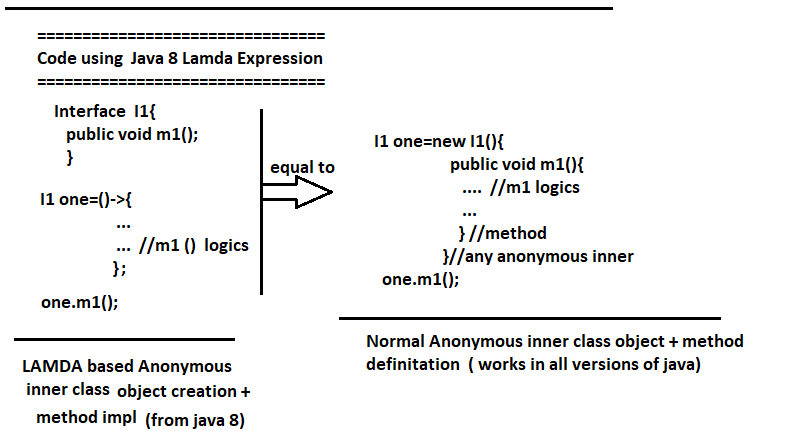 ================================
Code using Java 8 Lamda Expression
================================
Interface I1{
public void m1();
}
I1 one=()->{
...
... //m1 () logics
};
one.m1();
LAMDA based Anonymous
inner class object creation +
method impl (from java 8)
equal to
I1 one=new I1(){
public void m1(){
.... //m1 logics
...
} //method
}//any anonymous inner
one.m1();
Normal Anonymous inner class object + method
definitation ( works in all versions of java)